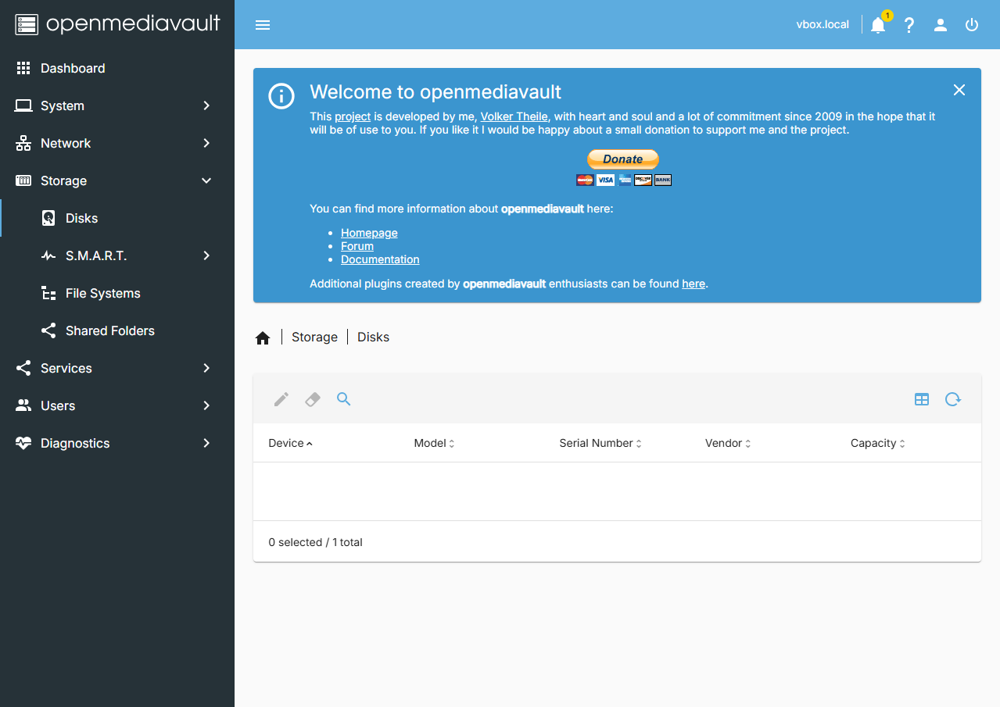 openmediavault
vbox.local
1
Dashboard
System
Network
Storage
Disks
S.M.A.R.T.
File Systems
Shared Folders
Services
Users
Diagnostics
Welcome to openmediavault
This project is developed by me, Volker Theile, with heart and soul and a lot of commitment since 2009 in the hope that it
will be of use to you. If you like it I would be happy about a small donation to support me and the project.
Donate
VISA
BANK
You can find more information about openmediavault here:
Homepage
Forum
Documentation
Additional plugins created by openmediavault enthusiasts can be found here.
Storage
Disks
Device
Model
Serial Number
Vendor
Capacity
0 selected / 1 total